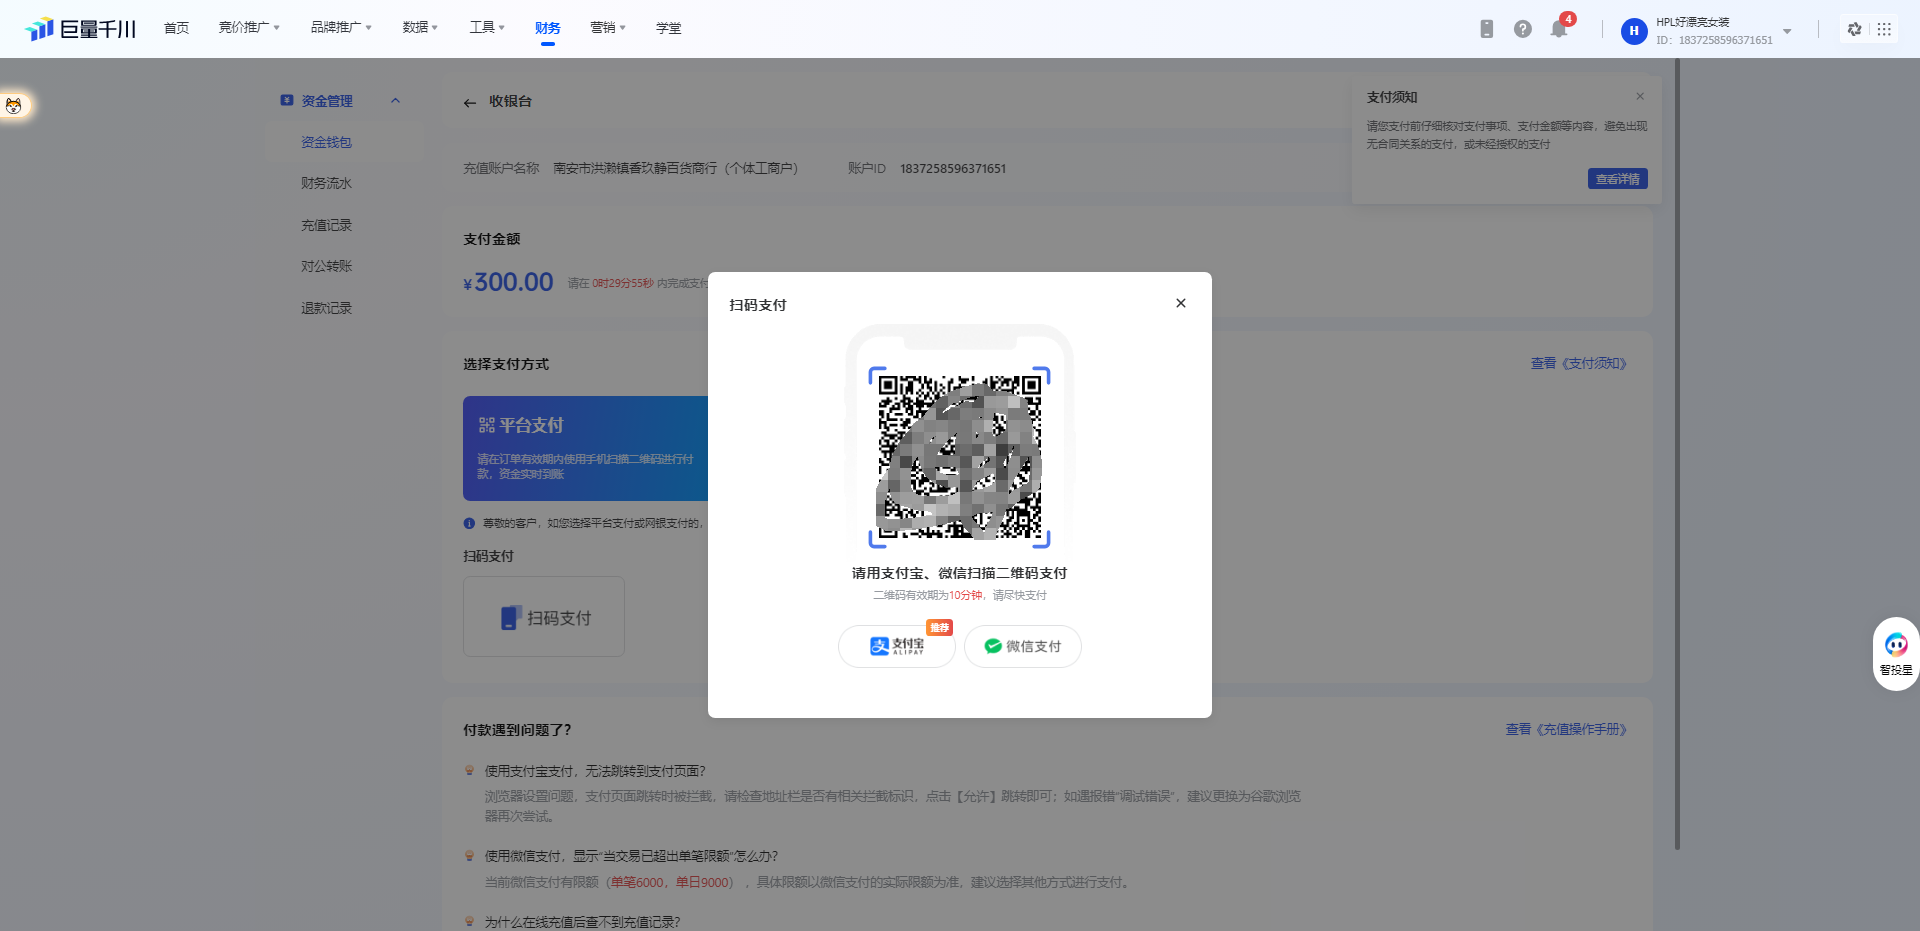 巨量千川
首页
竞价推广
品牌推广
数据
工具
财务
营销
学堂
4
H
HPL好漂亮女装
ID：1837258596371651
资金管理
资金钱包
财务流水
充值记录
对公转账
退款记录
收银台
充值账户名称 南安市洪濑镇香玖静百货商行（个体工商户）
账户ID 1837258596371651
支付须知
请您支付前仔细核对支付事项、支付金额等内容，避免出现
无合同关系的支付，或未经授权的支付
查看详情
支付金额
¥300.00
请在 0时29分55秒 内完成支付
选择支付方式
查看《支付须知》
平台支付
请在订单有效期内使用手机扫描二维码进行付
款，资金实时到账
尊敬的客户，如您选择平台支付或网银支付的，
扫码支付
扫码支付
扫码支付
请用支付宝、微信扫描二维码支付
二维码有效期为10分钟，请尽快支付
推荐
支付宝
ALIPAY
微信支付
智投星
付款遇到问题了？
查看《充值操作手册》
使用支付宝支付，无法跳转到支付页面？
浏览器设置问题，支付页面跳转时被拦截，请检查地址栏是否有相关拦截标识，点击【允许】跳转即可；如遇报错“调试错误”，建议更换为谷歌浏览
器再次尝试。
使用微信支付，显示“当交易已超出单笔限额”怎么办？
当前微信支付有限额（单笔6000，单日9000），具体限额以微信支付的实际限额为准，建议选择其他方式进行支付。
为什么在线充值后查不到充值记录？